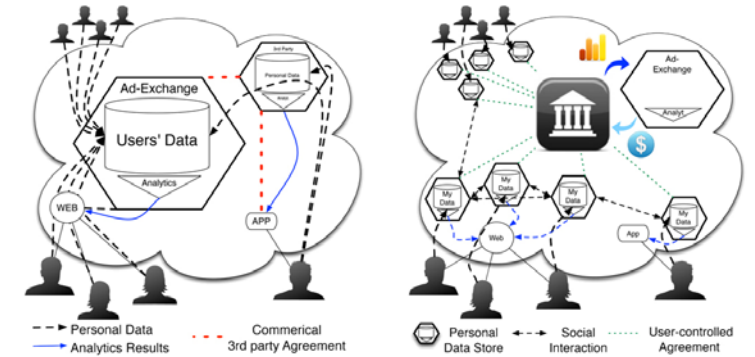 3rd Party
Personal Data
Ad-Exchange
Users' Data
Analytics
WEB
APP
Personal Data
Analytics Results
Commerical
3rd party Agreement
Ad-
Exchange
Analyt.
$
My
Data
My
Data
My
Data
My
Data
Web
App
Personal
Data Store
Social
Interaction
User-controlled
Agreement